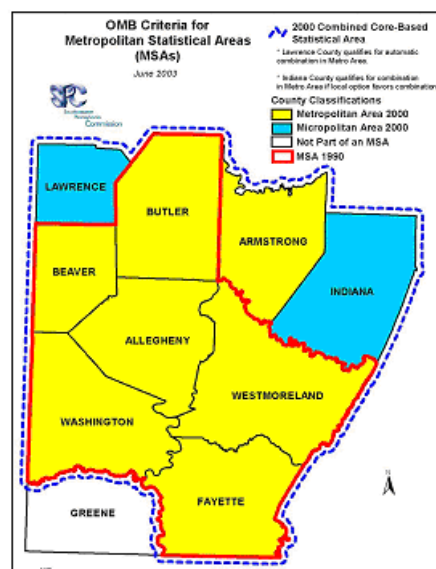 OMB Criteria for
Metropolitan Statistical Areas
(MSAs)
June 2003
SPC
Southwestern
Pennsylvania
Commission
2000 Combined Core-Based
Statistical Area
* Lawrence County qualifies for automatic
combination in Metro Area.
* Indiana County qualifies for combination
in Metro Area if local option favors combination
County Classifications
Metropolitan Area 2000
Micropolitan Area 2000
Not Part of an MSA
MSA 1990
LAWRENCE
BUTLER
ARMSTRONG
BEAVER
INDIANA
ALLEGHENY
WESTMORELAND
WASHINGTON
FAYETTE
GREENE
N